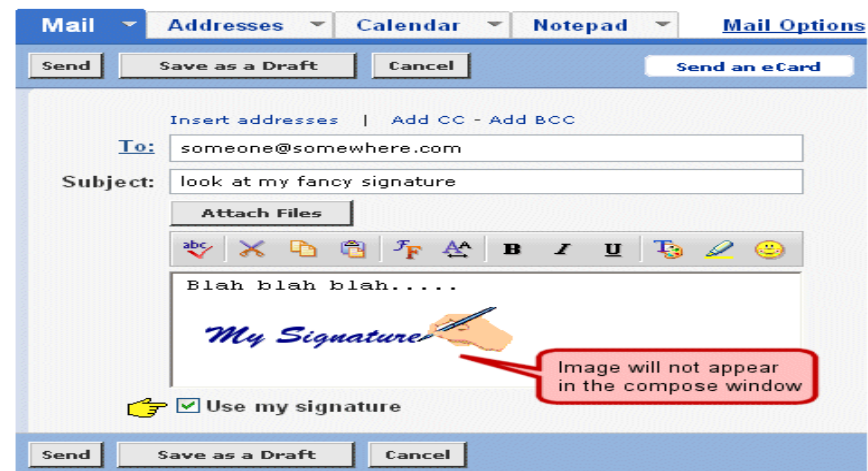 Mail Addresses Calendar Notepad Mail Options
Send Save as a Draft Cancel Send an eCard
Insert addresses | Add CC - Add BCC
To: someone@somewhere.com
Subject: look at my fancy signature
Attach Files
abc F F A A B I U T
Blah blah blah.....
My Signature
Image will not appear
in the compose window
Use my signature
Send Save as a Draft Cancel